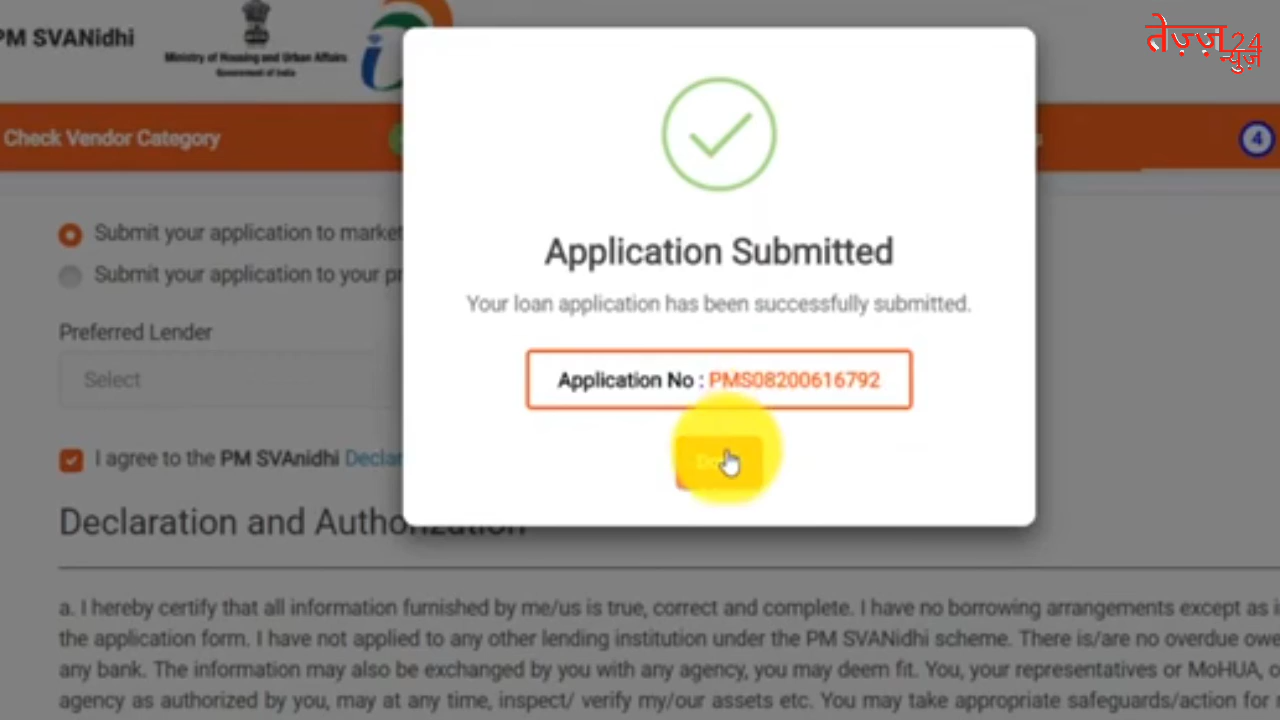 PM SVANidhi
Ministry of Housing and Urban Affairs
Government of India
तेज़ज़ 24
न्यूज़
Check Vendor Category
4
Submit your application to market
Submit your application to your
Preferred Lender
Select
I agree to the PM SVAnidhi
Declaration and Authorization
Application Submitted
Your loan application has been successfully submitted.
Application No : PMS08200616792
a. I hereby certify that all information furnished by me/us is true, correct and complete. I have no borrowing arrangements except as
the application form. I have not applied to any other lending institution under the PM SVANidhi scheme. There is/are no overdue
any bank. The information may also be exchanged by you with any agency, you may deem fit. You, your representatives or MoHUA,
agency as authorized by you, may at any time, inspect/ verify my/our assets etc. You may take appropriate safeguards/action for